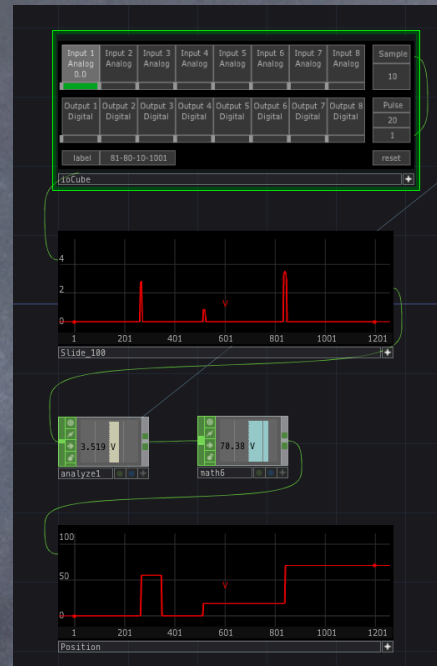 Input 1 Input 2 Input 3 Input 4 Input 5 Input 6 Input 7 Input 8 Sample
Analog Analog Analog Analog Analog Analog Analog Analog
0.0 10
Output 1 Output 2 Output 3 Output 4 Output 5 Output 6 Output 7 Output 8 Pulse
Digital Digital Digital Digital Digital Digital Digital Digital 20
1
label 81-80-10-1001 reset
ioCube
4
2
V
0
1 201 401 601 801 1001 1201
Slide_100
3.519 V 70.38 V
analyze1 math6
100
50
V
0
1 201 401 601 801 1001 1201
Position